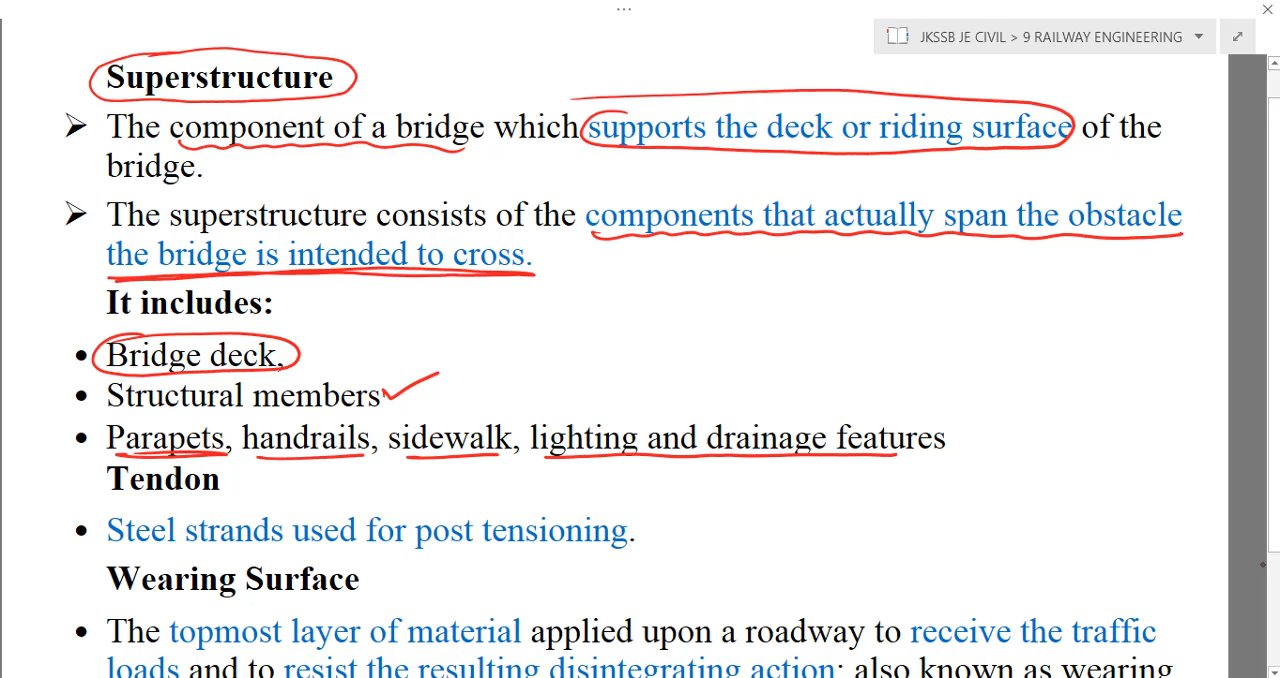 JKSSB JE CIVIL > 9 RAILWAY ENGINEERING
Superstructure
➢ The component of a bridge which supports the deck or riding surface of the
bridge.
➢ The superstructure consists of the components that actually span the obstacle
the bridge is intended to cross.
It includes:
• Bridge deck,
• Structural members
• Parapets, handrails, sidewalk, lighting and drainage features
Tendon
• Steel strands used for post tensioning.
Wearing Surface
• The topmost layer of material applied upon a roadway to receive the traffic
loads and to resist the resulting disintegrating action; also known as wearing